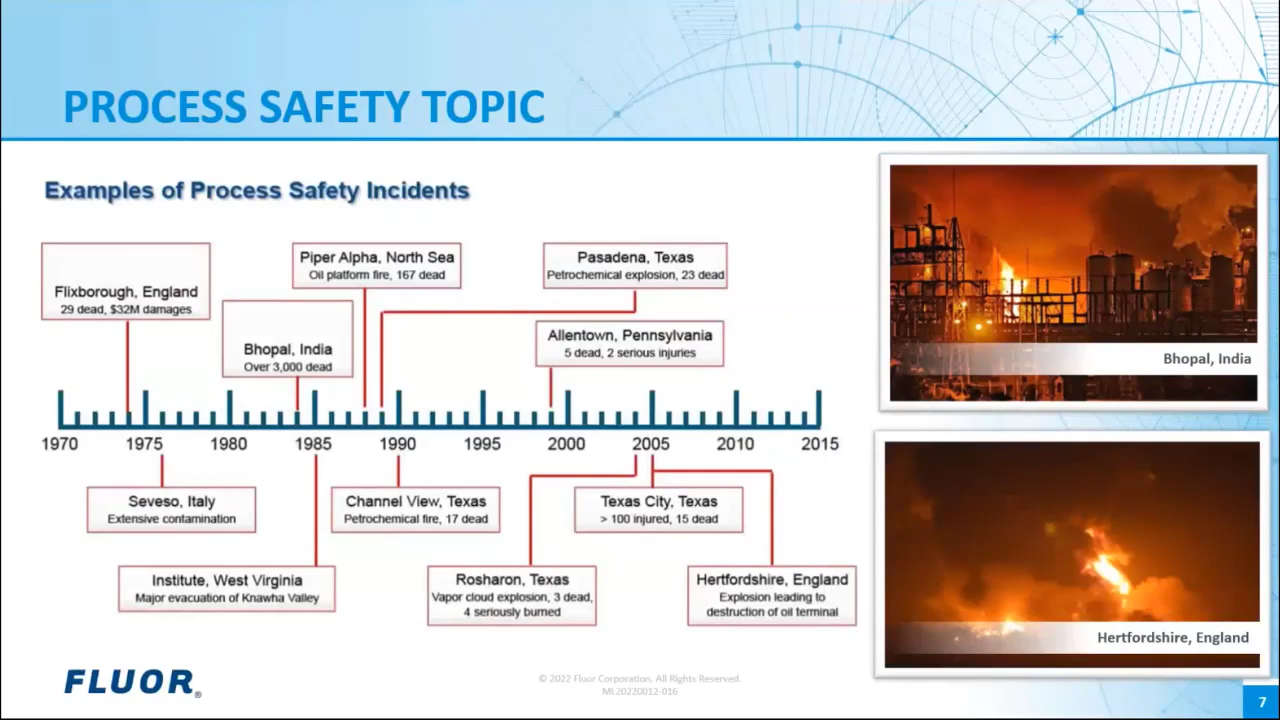 PROCESS SAFETY TOPIC
Examples of Process Safety Incidents
Flixborough, England
29 dead, $32M damages
Piper Alpha, North Sea
Oil platform fire, 167 dead
Pasadena, Texas
Petrochemical explosion, 23 dead
Bhopal, India
Over 3,000 dead
Allentown, Pennsylvania
5 dead, 2 serious injuries
1970 1975 1980 1985 1990 1995 2000 2005 2010 2015
Seveso, Italy
Extensive contamination
Channel View, Texas
Petrochemical fire, 17 dead
Texas City, Texas
> 100 injured, 15 dead
Institute, West Virginia
Major evacuation of Knawha Valley
Rosharon, Texas
Vapor cloud explosion, 3 dead,
4 seriously burned
Hertfordshire, England
Explosion leading to
destruction of oil terminal
Bhopal, India
Hertfordshire, England
FLUOR®
© 2022 Fluor Corporation. All Rights Reserved.
MI.20220012-016
7